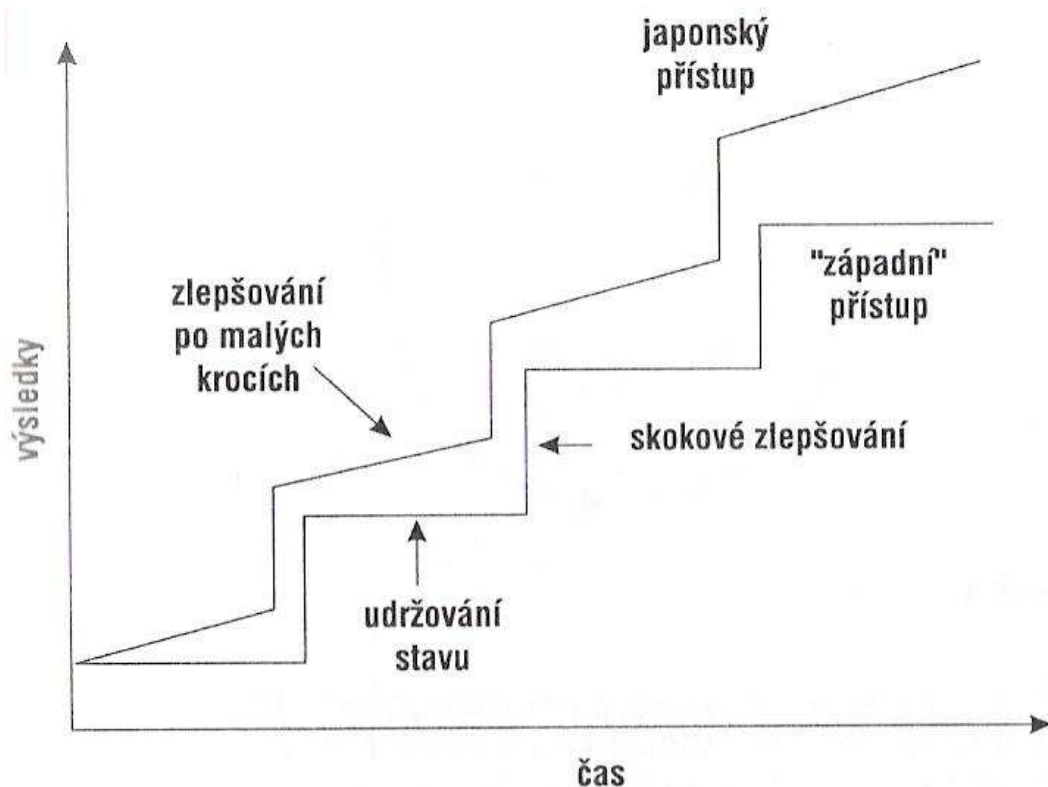 japonský
přístup
"západní"
přístup
zlepšování
po malých
krocích
výsledky
skokové zlepšování
udržování
stavu
čas